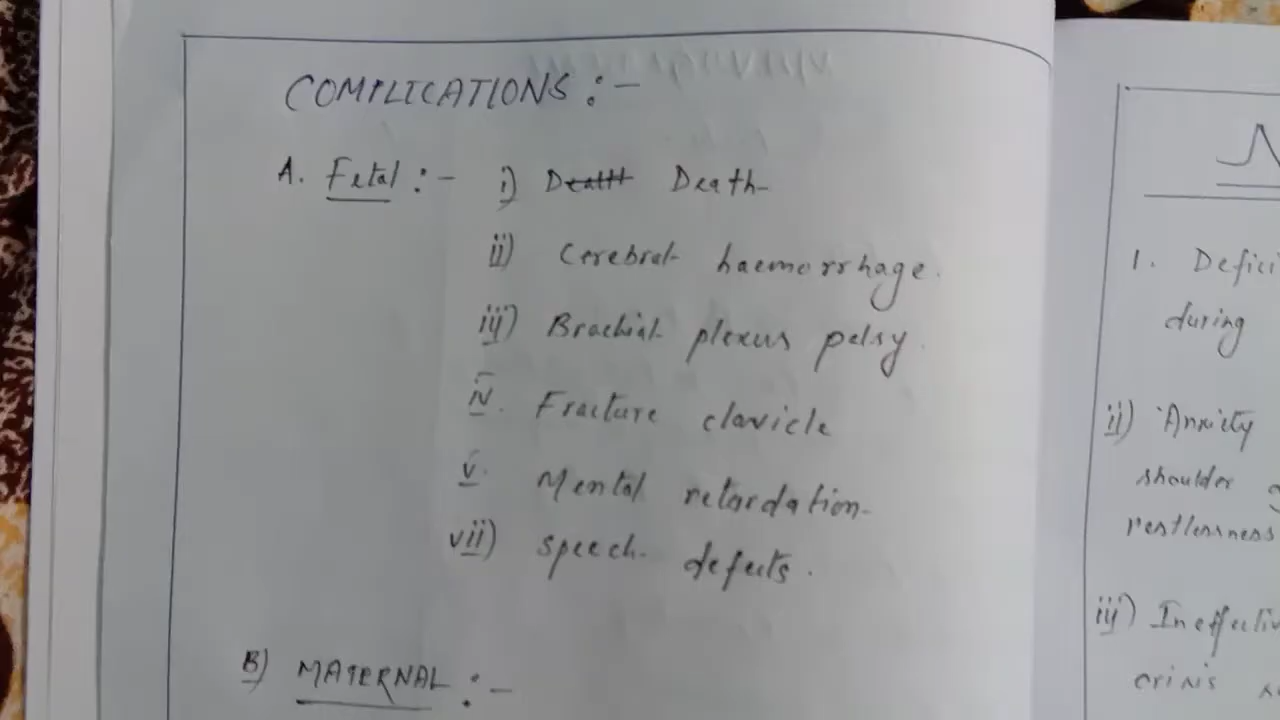 COMPLICATIONS :-
A. Fetal :- i) Death Death
ii) Cerebral haemorrhage.
iii) Brachial plexus pelsy.
iv. Fracture clavicle
v. Mental retardation
vii) speech defects.
B) MATERNAL :-
1. Defici
during
ii) Anxiety
shoulder
restlessness
iii) Ineffectiv
crisis